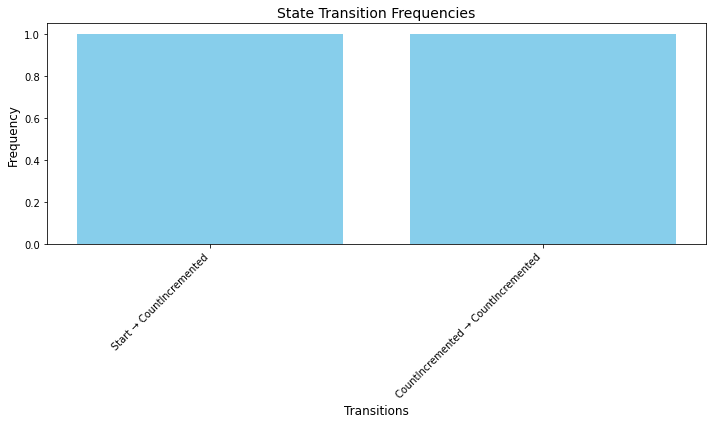 State Transition Frequencies
Frequency
1.0
0.8
0.6
0.4
0.2
0.0
Start → CountIncremented
CountIncremented → CountIncremented
Transitions